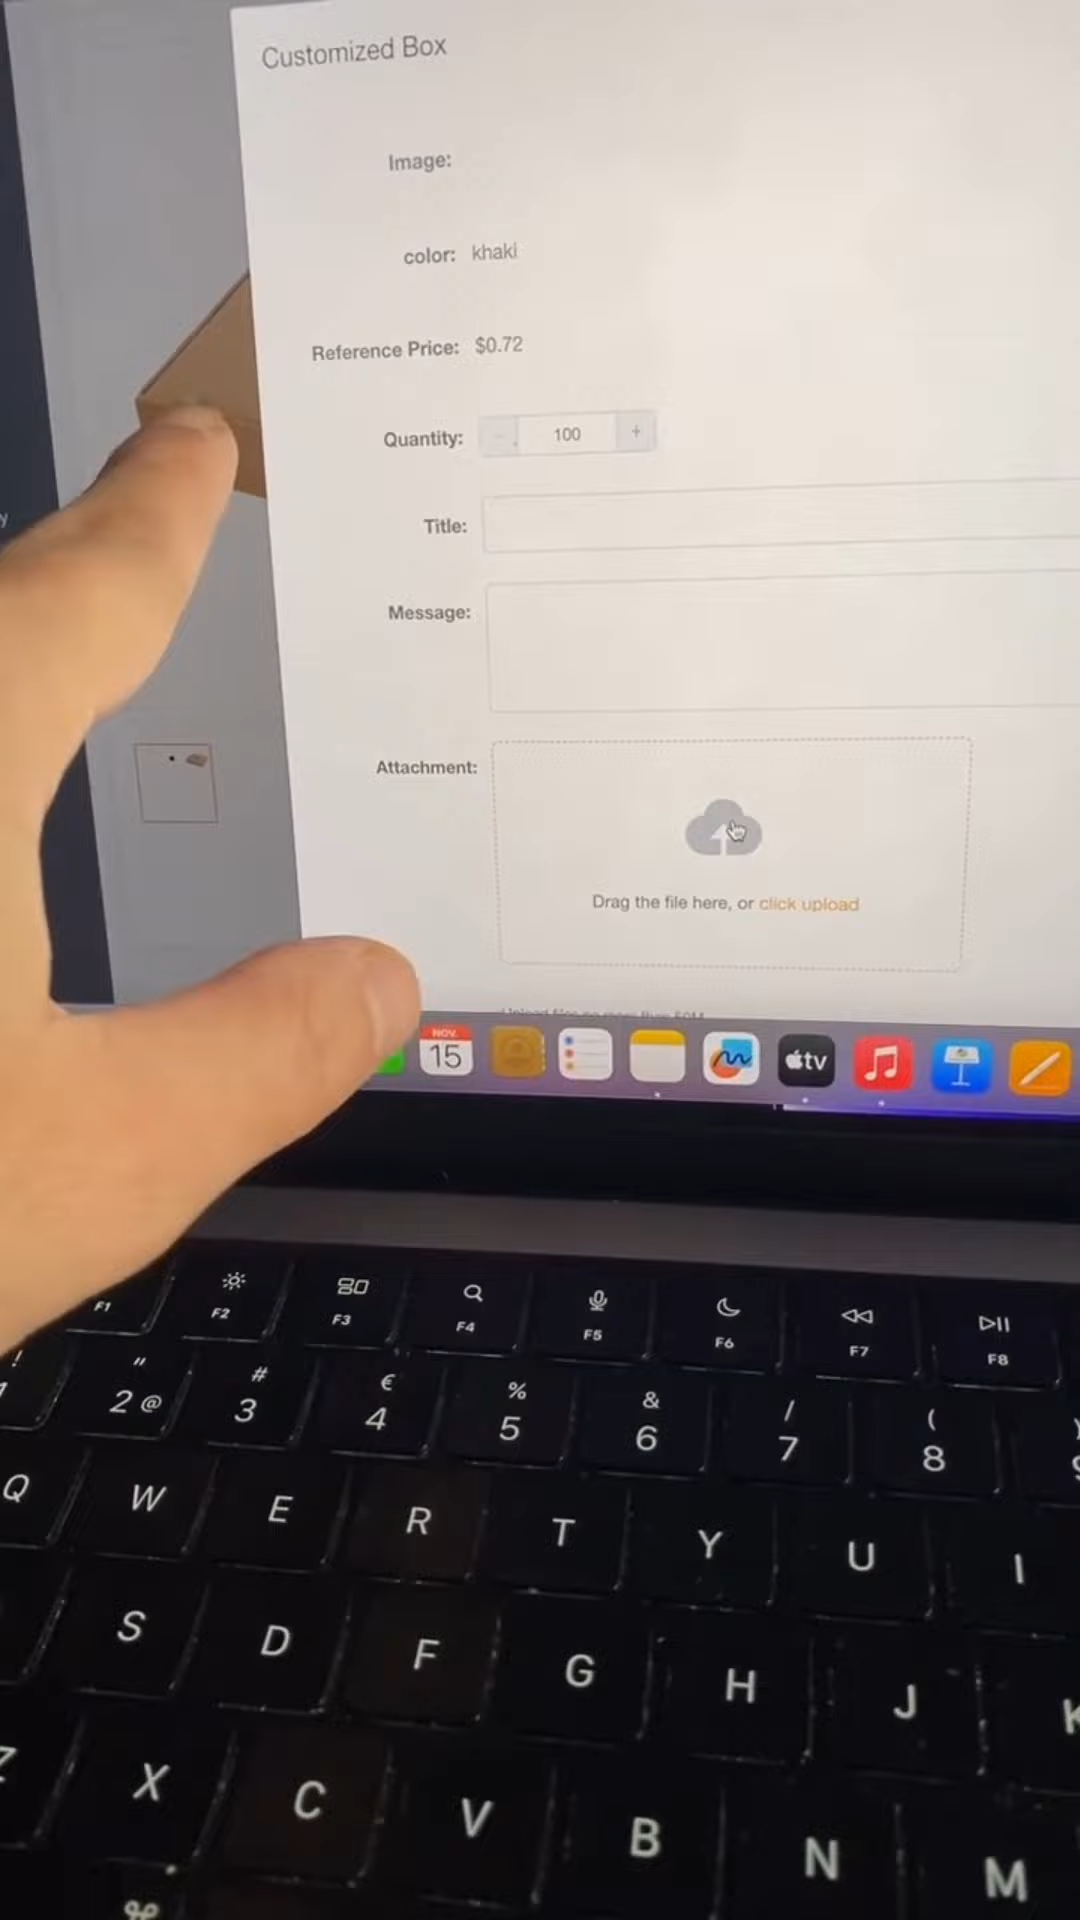 Customized Box
Image:
color: khaki
Reference Price: $0.72
Quantity: − 100 +
y
Title:
Message:
Attachment:
Drag the file here, or click upload
NOV.
15
tv
F1 F2 F3 F4 F5 F6 F7 F8
! " # € % & / (
2 @ 3 4 5 6 7 8
Q W E R T Y U I
S D F G H J K
Z X C V B N M
⌘